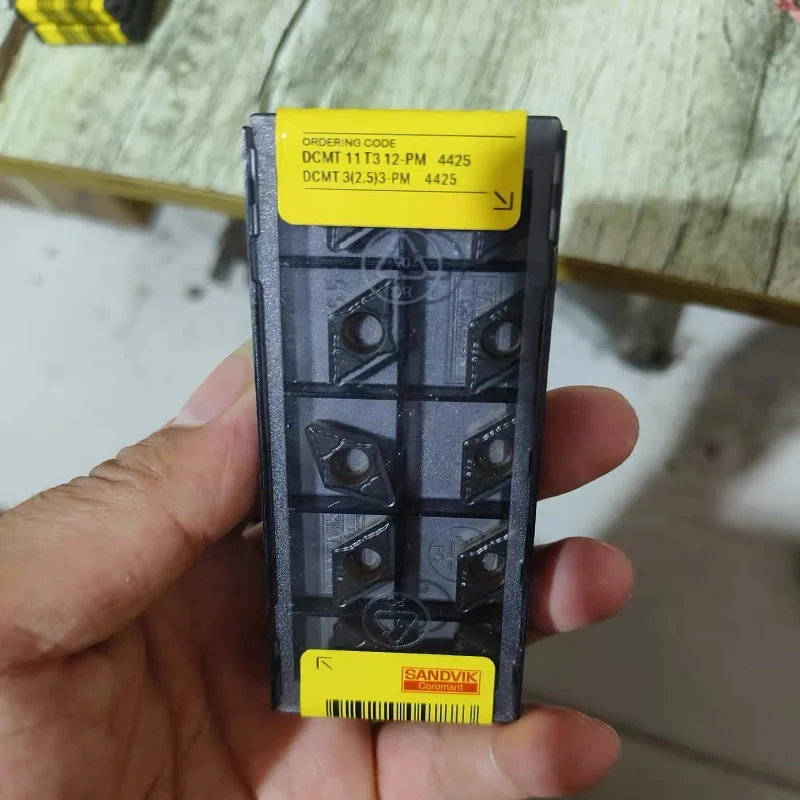 ORDERING CODE
DCMT 11 T3 12-PM 4425
DCMT 3(2.5)3-PM 4425
SANDVIK
Coromant